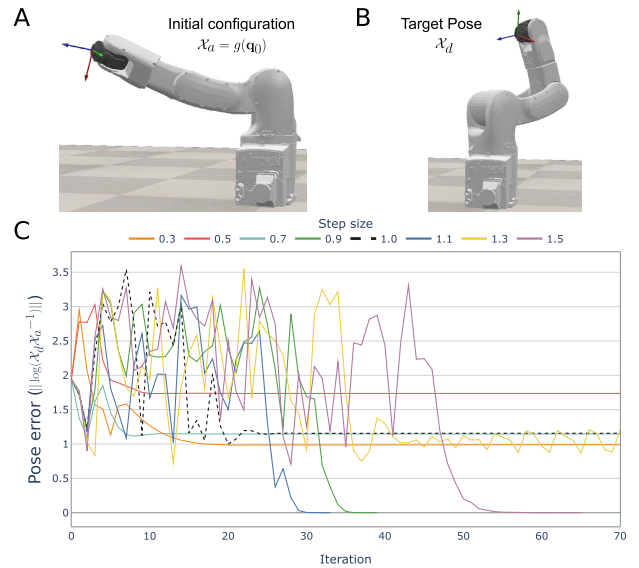 A
Initial configuration
𝒳ₐ = g(𝐪₀)
B
Target Pose
𝒳_d
C
Step size
0.3 0.5 0.7 0.9 1.0 1.1 1.3 1.5
Pose error (||log(𝒳_d𝒳ₐ⁻¹)||)
3.5
3
2.5
2
1.5
1
0.5
0
0 10 20 30 40 50 60 70
Iteration